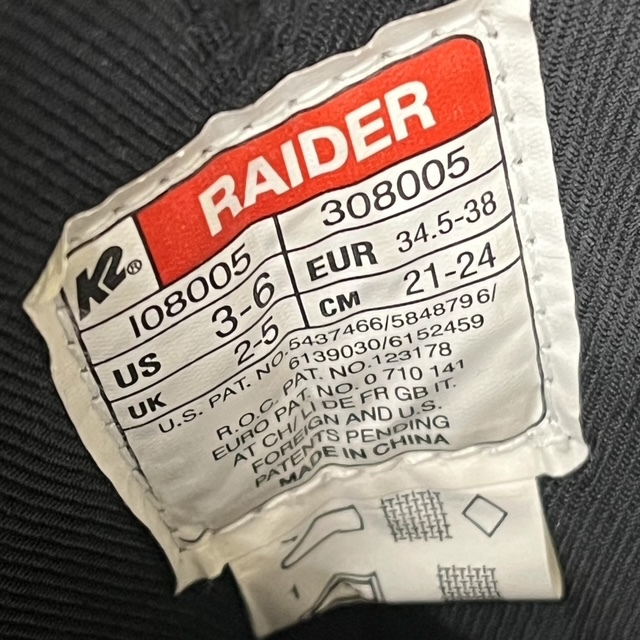 K2® RAIDER
108005 308005
US 3-6 EUR 34.5-38
UK 2-5 CM 21-24
U.S. PAT. NO.5437466/5848796/
6139030/6152459
R.O.C. PAT. NO.123178
EURO PAT. NO. 0 710 141
AT CH/LI DE FR GB IT.
FOREIGN AND U.S.
PATENTS PENDING
MADE IN CHINA